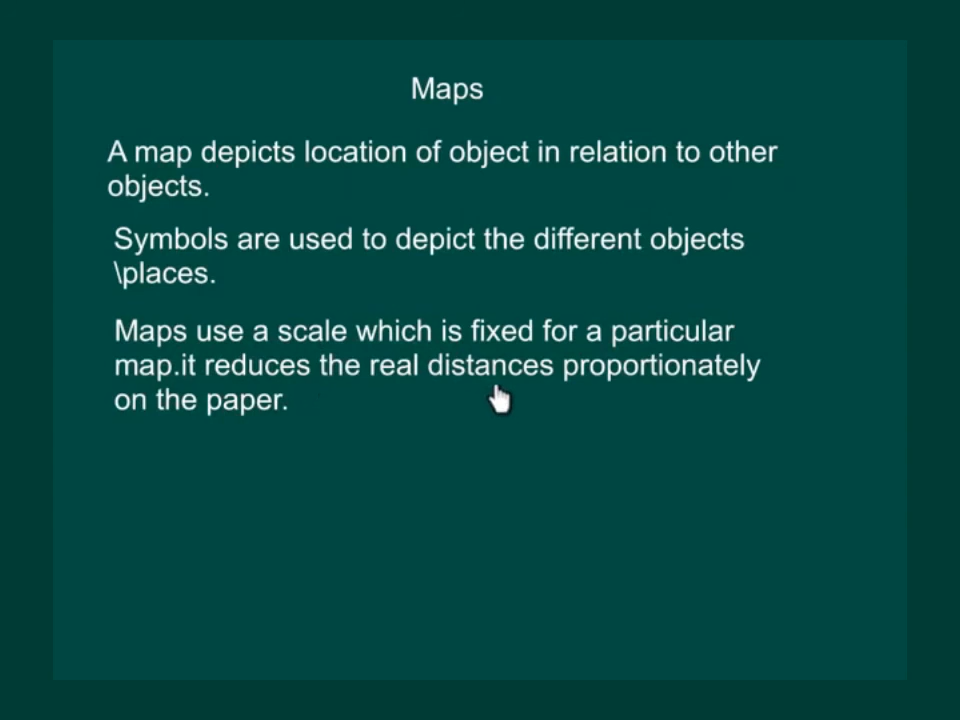 Maps
A map depicts location of object in relation to other
objects.
Symbols are used to depict the different objects
\places.
Maps use a scale which is fixed for a particular
map.it reduces the real distances proportionately
on the paper.